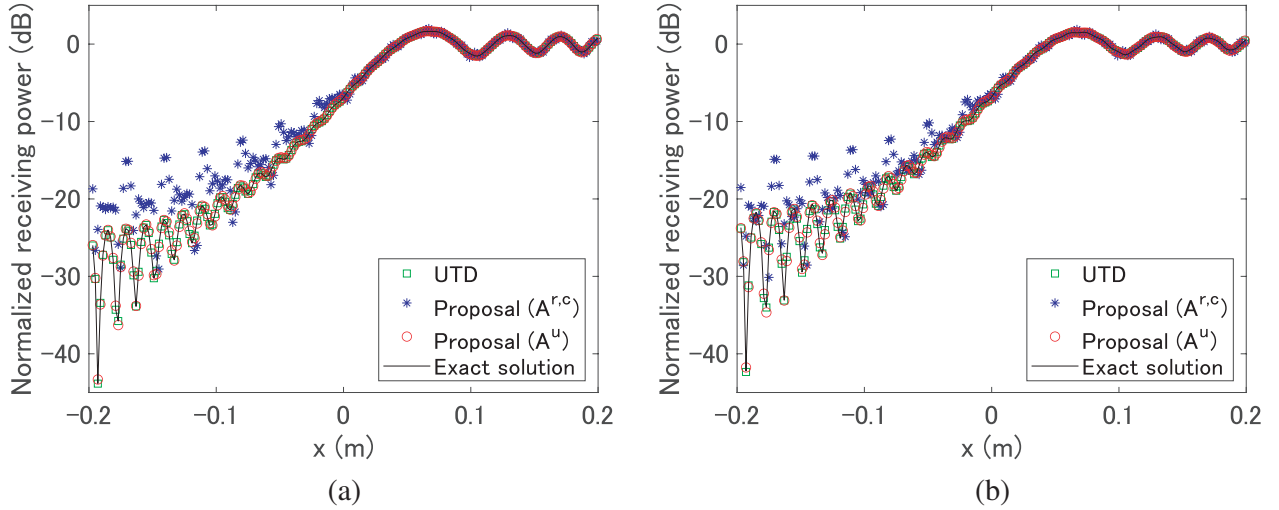 Normalized receiving power (dB)
0
−10
−20
−30
−40
−0.2
−0.1
0
0.1
0.2
x (m)
UTD
Proposal (A^{r,c})
Proposal (A^{u})
Exact solution
(a)
Normalized receiving power (dB)
0
−10
−20
−30
−40
−0.2
−0.1
0
0.1
0.2
x (m)
UTD
Proposal (A^{r,c})
Proposal (A^{u})
Exact solution
(b)